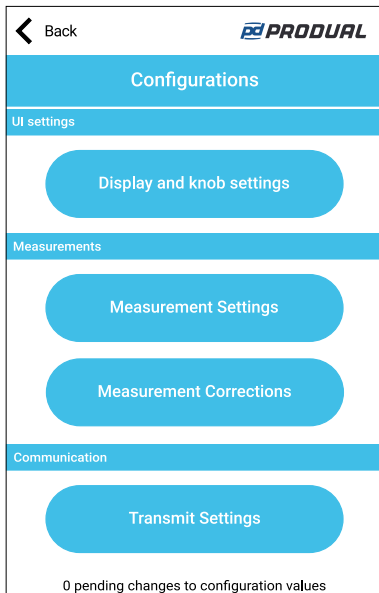 Back
pd PRODUAL
Configurations
UI settings
Display and knob settings
Measurements
Measurement Settings
Measurement Corrections
Communication
Transmit Settings
0 pending changes to configuration values